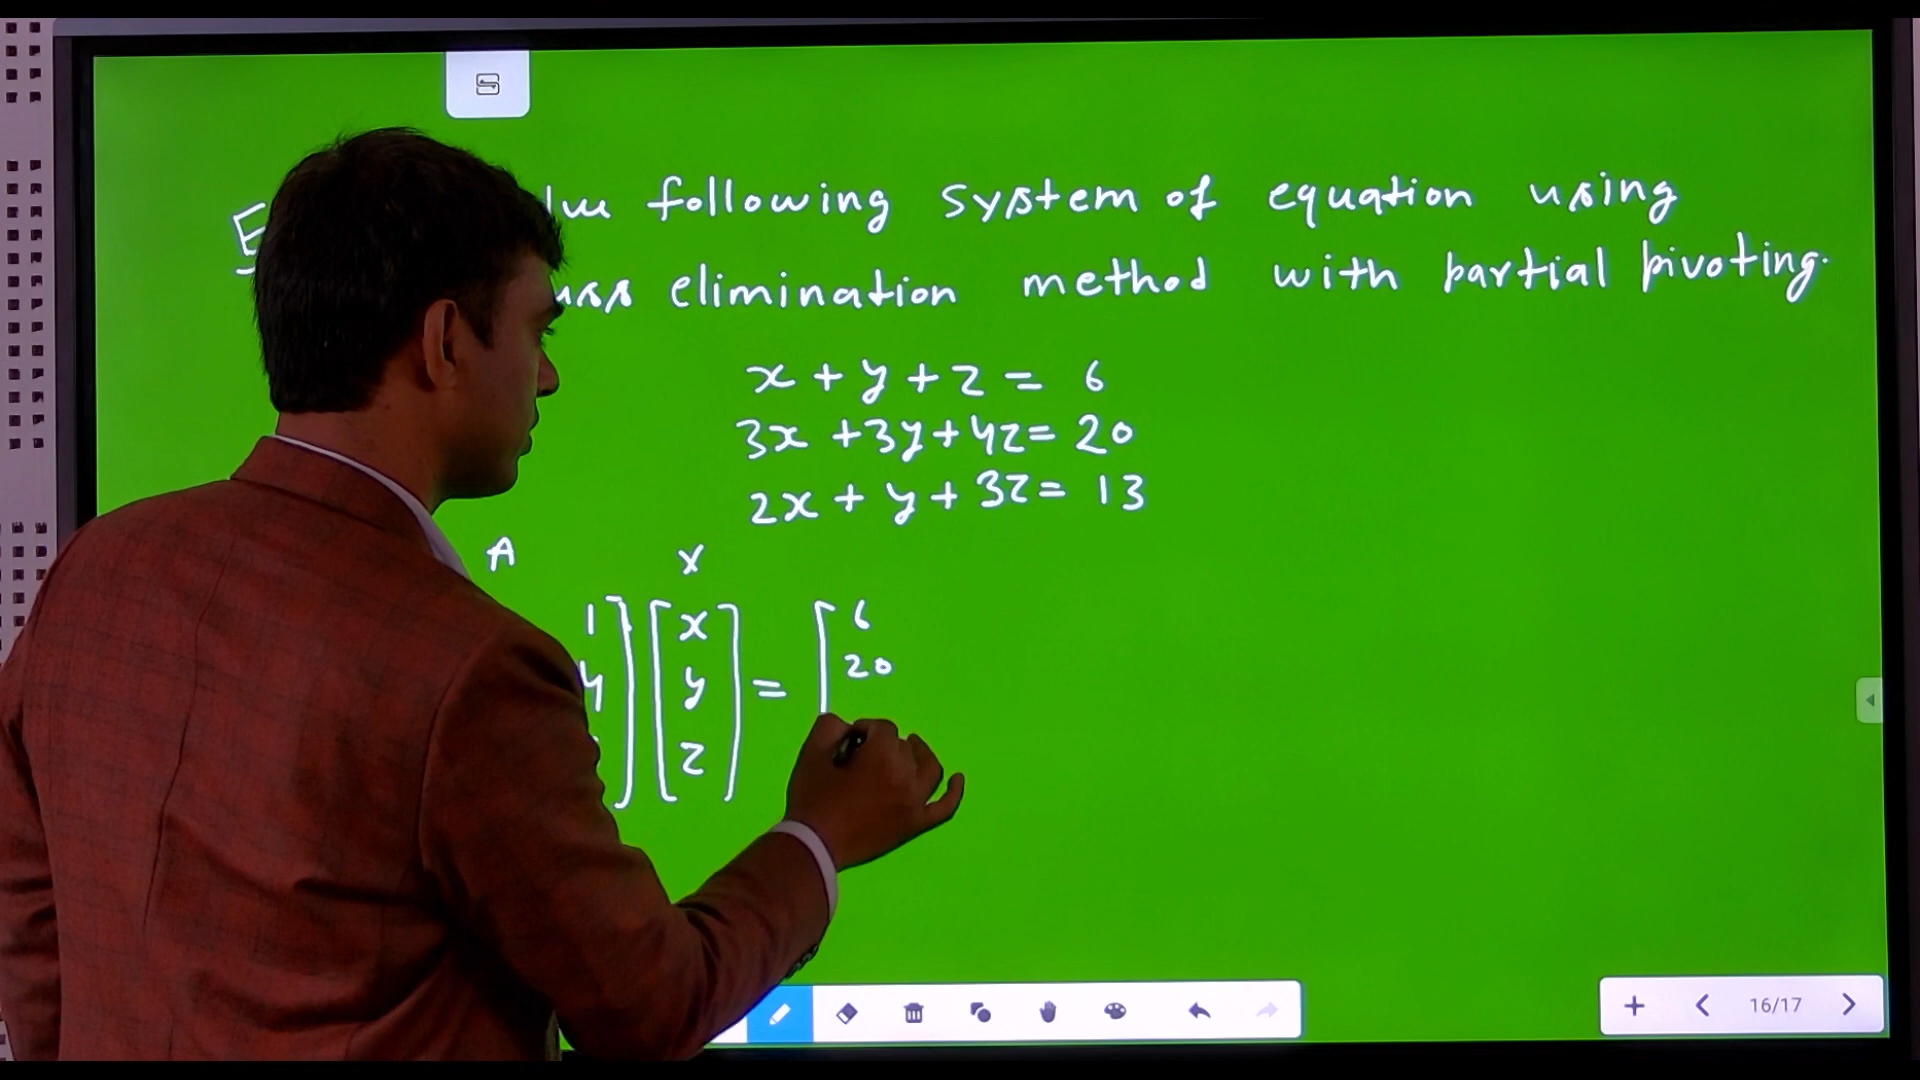 following system of equation using
elimination method with partial pivoting.
x + y + z = 6
3x + 3y + 4z = 20
2x + y + 3z = 13
A X
1 x 6
4 y = 20
z
16/17